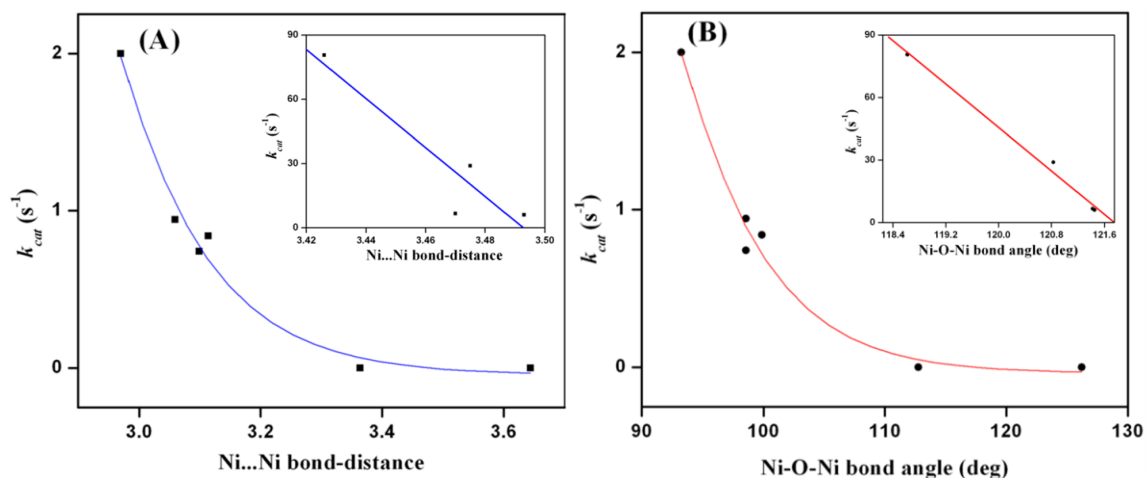 (A)
k_cat (s-1)
2
1
0
3.0 3.2 3.4 3.6
Ni...Ni bond-distance
k_cat (s-1)
90
60
30
0
3.42 3.44 3.46 3.48 3.50
Ni...Ni bond-distance
(B)
k_cat (s-1)
2
1
0
90 100 110 120 130
Ni-O-Ni bond angle (deg)
k_cat (s-1)
90
60
30
0
118.4 119.2 120.0 120.8 121.6
Ni-O-Ni bond angle (deg)